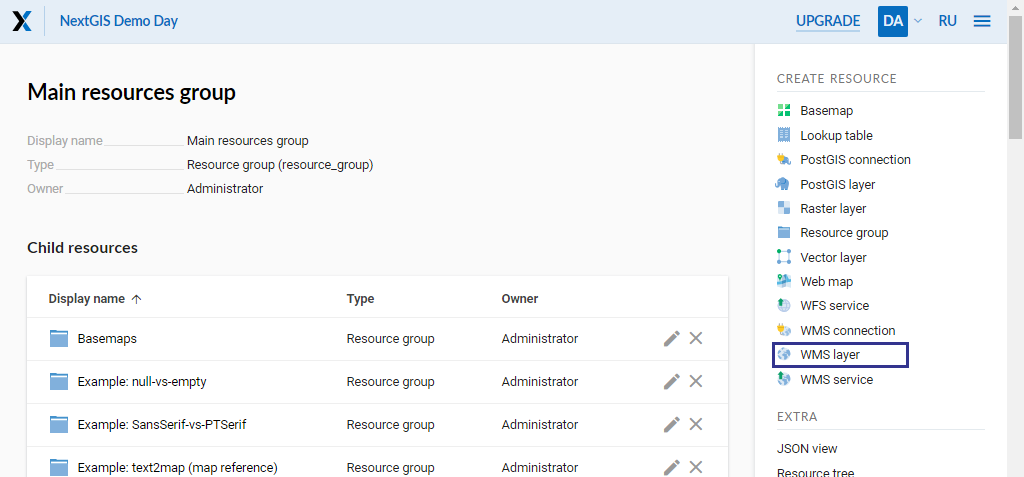 NextGIS Demo Day
UPGRADE DA RU
Main resources group
Display name Main resources group
Type Resource group (resource_group)
Owner Administrator
Child resources
Display name Type Owner
Basemaps Resource group Administrator
Example: null-vs-empty Resource group Administrator
Example: SansSerif-vs-PTSerif Resource group Administrator
Example: text2map (map reference) Resource group Administrator
CREATE RESOURCE
Basemap
Lookup table
PostGIS connection
PostGIS layer
Raster layer
Resource group
Vector layer
Web map
WFS service
WMS connection
WMS layer
WMS service
EXTRA
JSON view
Resource tree